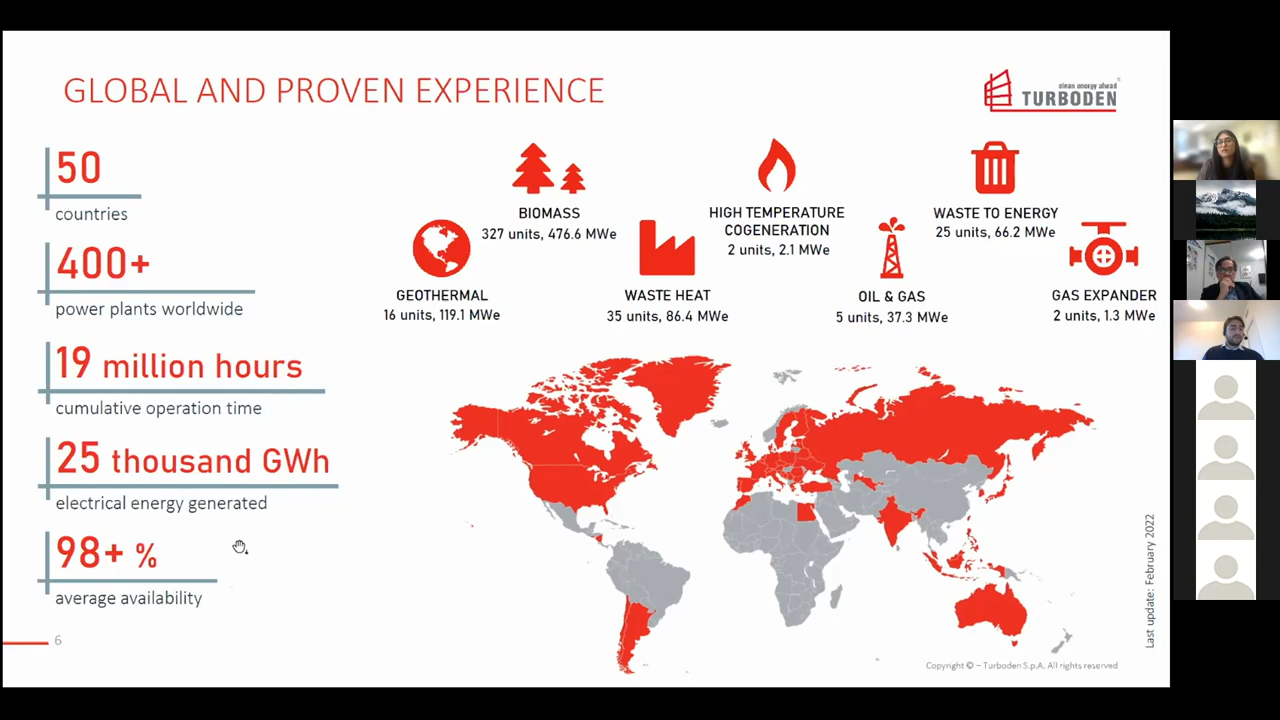 GLOBAL AND PROVEN EXPERIENCE
clean energy ahead
TURBODEN
50
countries
400+
power plants worldwide
19 million hours
cumulative operation time
25 thousand GWh
electrical energy generated
98+ %
average availability
BIOMASS
327 units, 476.6 MWe
HIGH TEMPERATURE
COGENERATION
2 units, 2.1 MWe
WASTE TO ENERGY
25 units, 66.2 MWe
GEOTHERMAL
16 units, 119.1 MWe
WASTE HEAT
35 units, 86.4 MWe
OIL & GAS
5 units, 37.3 MWe
GAS EXPANDER
2 units, 1.3 MWe
Last update: February 2022
6
Copyright © – Turboden S.p.A. All rights reserved